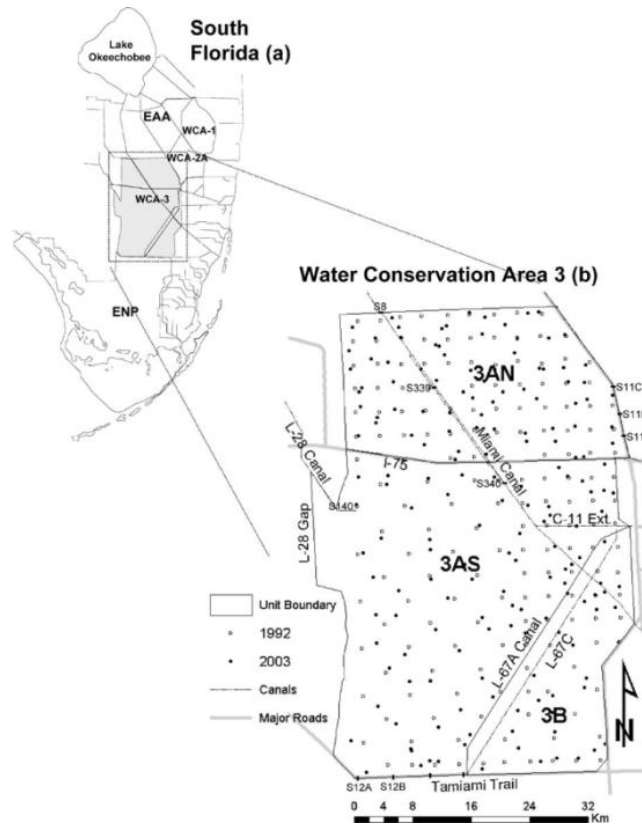 South
Florida (a)
Lake
Okeechobee
EAA
WCA-1
WCA-2A
WCA-3
ENP
Water Conservation Area 3 (b)
S8
3AN
S339
S11C
Miami Canal
L-28 Canal
I-75
S340
S140
C-11 Ext.
L-28 Gap
3AS
L-67A Canal
L-67C
3B
Unit Boundary
1992
2003
Canals
Major Roads
N
S12A
S12B
Tamiami Trail
0 4 8 16 24 32
Km